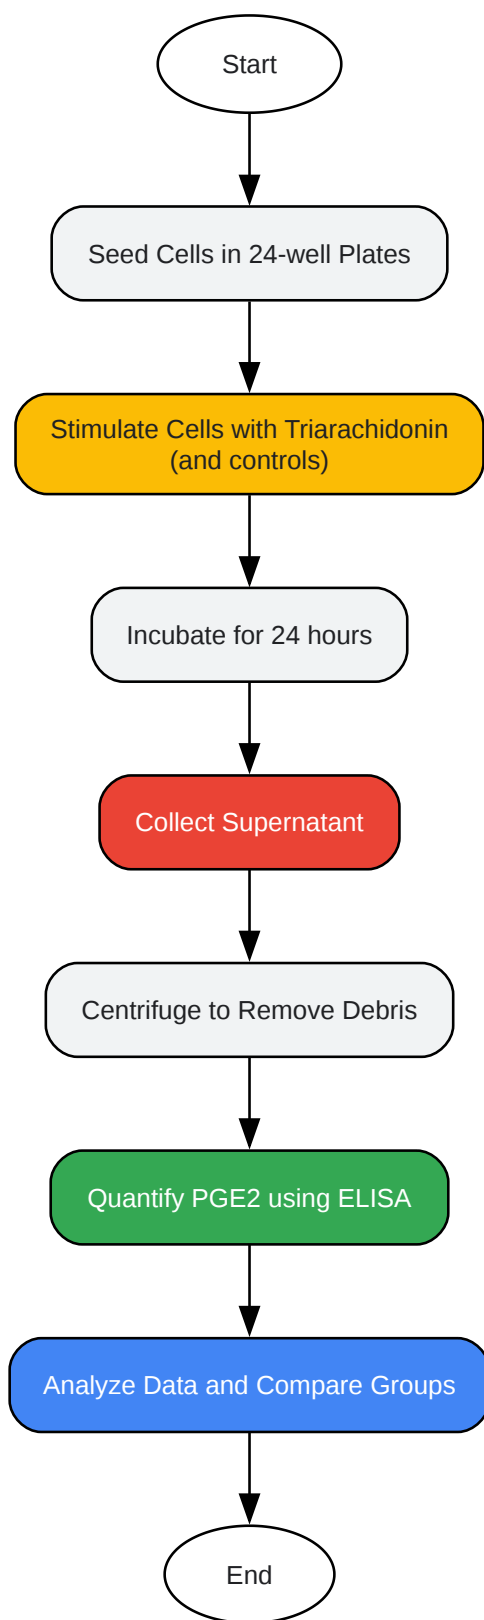 Start
Seed Cells in 24-well Plates
Stimulate Cells with Triarachidonin
(and controls)
Incubate for 24 hours
Collect Supernatant
Centrifuge to Remove Debris
Quantify PGE2 using ELISA
Analyze Data and Compare Groups
End